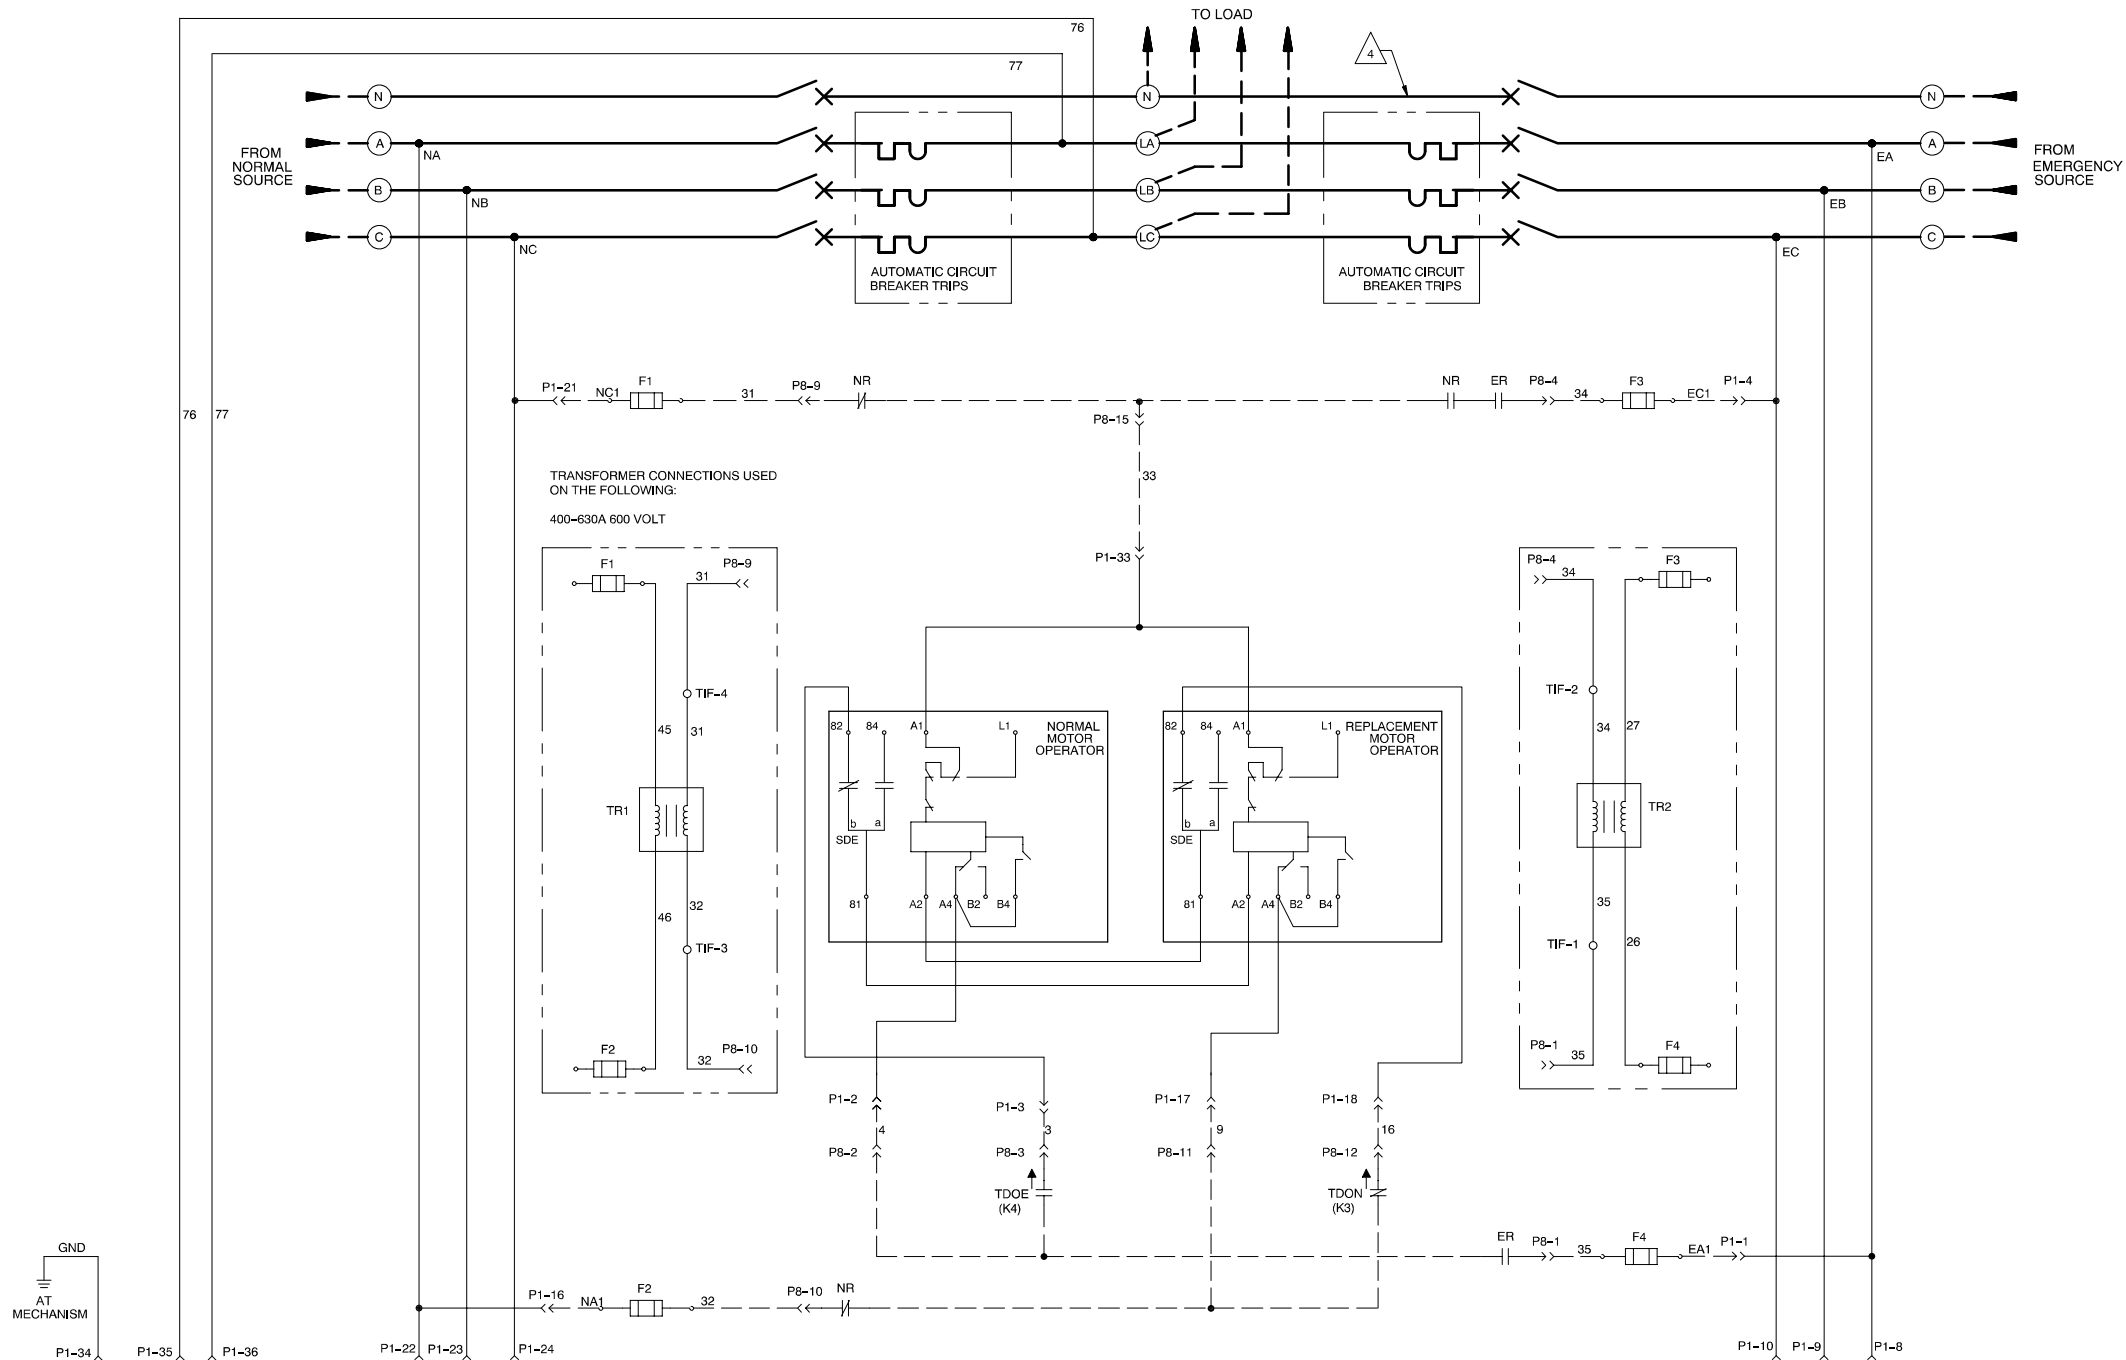 TO LOAD
76
77
4
N
N
N
A
LA
A
NA
EA
FROM
NORMAL
SOURCE
FROM
EMERGENCY
SOURCE
B
LB
B
NB
EB
C
LC
C
NC
EC
AUTOMATIC CIRCUIT
BREAKER TRIPS
AUTOMATIC CIRCUIT
BREAKER TRIPS
P1-21
NC1
F1
31
P8-9
NR
NR
ER
P8-4
34
F3
EC1
P1-4
76
77
P8-15
33
P1-33
TRANSFORMER CONNECTIONS USED
ON THE FOLLOWING:
400-630A 600 VOLT
F1
31
P8-9
TIF-4
45
31
TR1
46
32
TIF-3
F2
32
P8-10
P8-4
34
F3
TIF-2
34
27
TR2
35
26
TIF-1
P8-1
35
F4
82
84
A1
L1
NORMAL
MOTOR
OPERATOR
b
a
SDE
81
A2
A4
B2
B4
82
84
A1
L1
REPLACEMENT
MOTOR
OPERATOR
b
a
SDE
81
A2
A4
B2
B4
P1-2
4
P8-2
P1-3
3
P8-3
TDOE
(K4)
P1-17
9
P8-11
P1-18
16
P8-12
TDON
(K3)
ER
P8-1
35
F4
EA1
P1-1
GND
AT
MECHANISM
P1-16
NA1
F2
32
P8-10
NR
P1-34
P1-35
P1-36
P1-22
P1-23
P1-24
P1-10
P1-9
P1-8